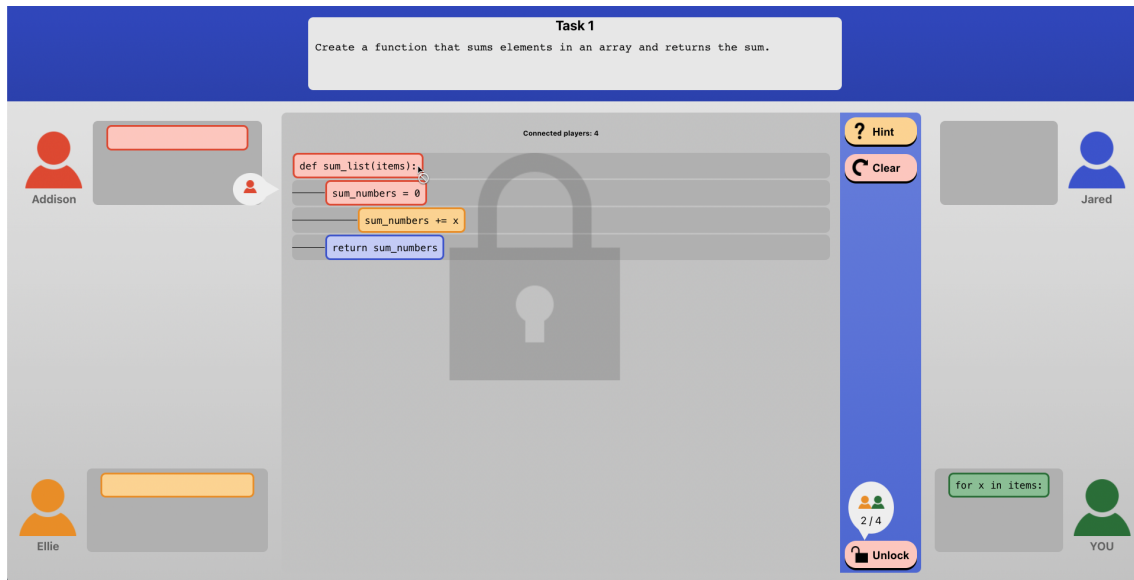 Task 1
Create a function that sums elements in an array and returns the sum.
Connected players: 4
def sum_list(items):
sum_numbers = 0
sum_numbers += x
return sum_numbers
? Hint
Clear
Addison
Jared
for x in items:
2/4
Unlock
Ellie
YOU